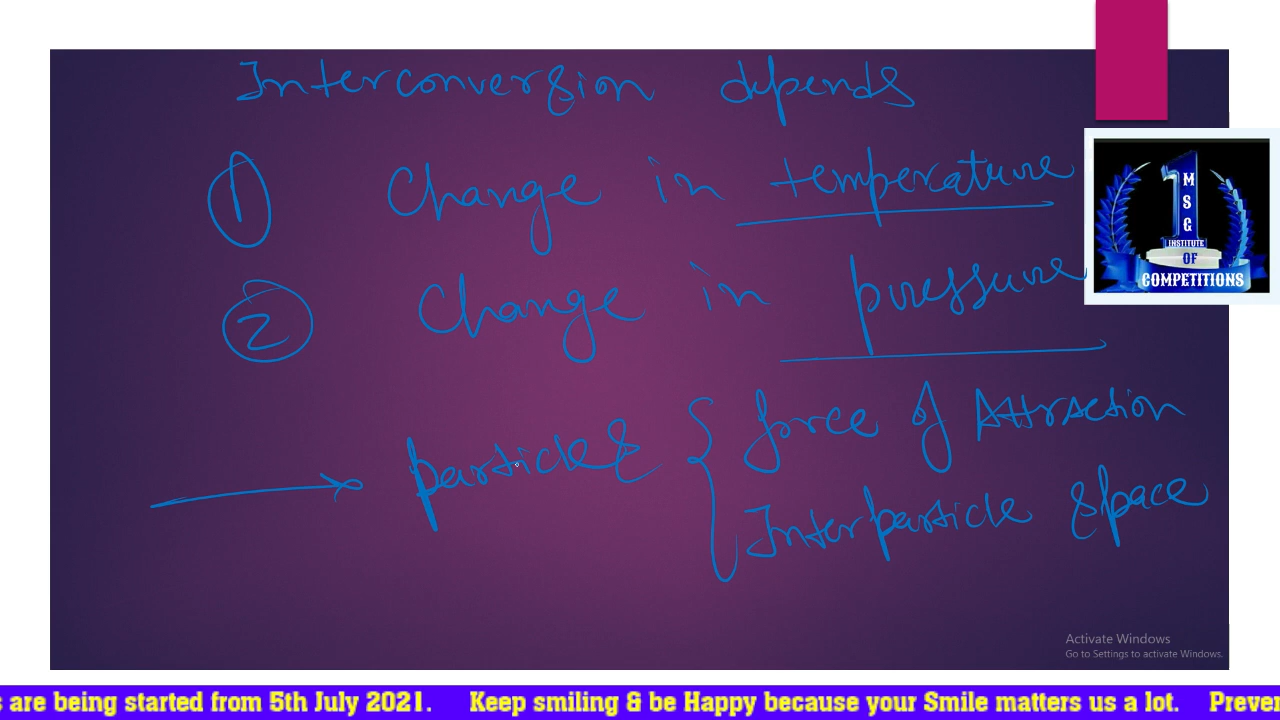 Interconversion depends
1 Change in temperature
2 Change in pressure
particles { force of Attraction
Interparticle space
1
M
S
G
INSTITUTE
OF
COMPETITIONS
Activate Windows
Go to Settings to activate Windows.
s are being started from 5th July 2021. Keep smiling & be Happy because your Smile matters us a lot. Preven